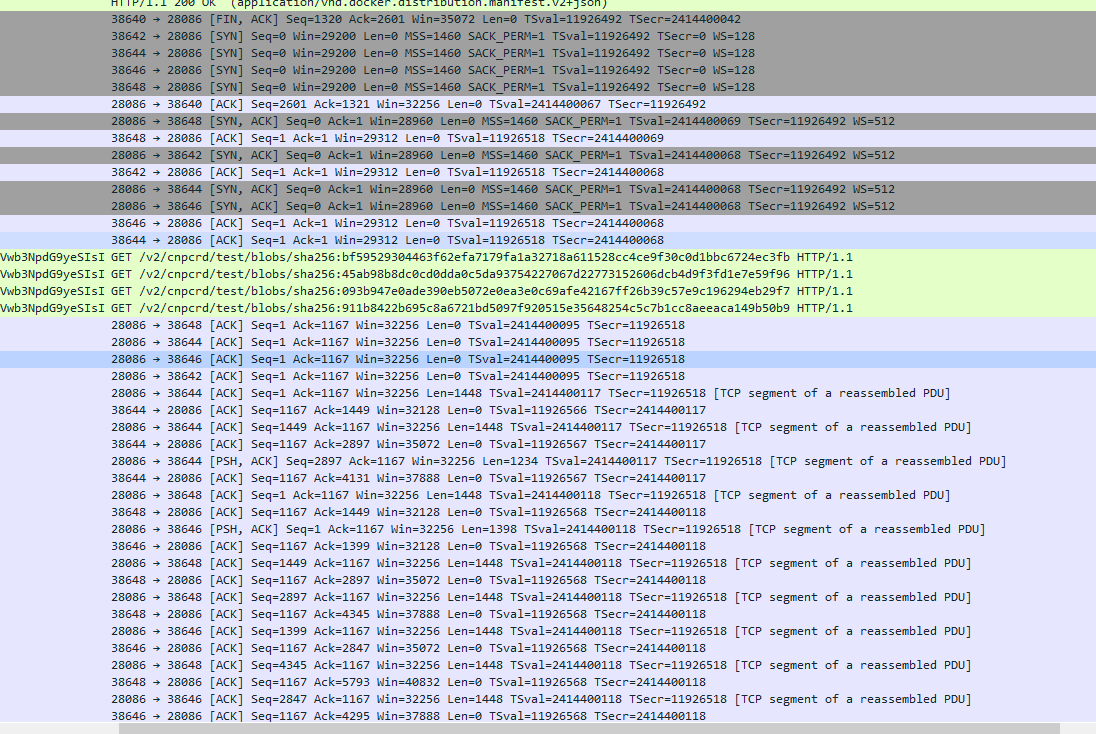 HTTP/1.1 200 OK  (application/vnd.docker.distribution.manifest.v2+json)
38640 → 28086 [FIN, ACK] Seq=1320 Ack=2601 Win=35072 Len=0 TSval=11926492 TSecr=2414400042
38642 → 28086 [SYN] Seq=0 Win=29200 Len=0 MSS=1460 SACK_PERM=1 TSval=11926492 TSecr=0 WS=128
38644 → 28086 [SYN] Seq=0 Win=29200 Len=0 MSS=1460 SACK_PERM=1 TSval=11926492 TSecr=0 WS=128
38646 → 28086 [SYN] Seq=0 Win=29200 Len=0 MSS=1460 SACK_PERM=1 TSval=11926492 TSecr=0 WS=128
38648 → 28086 [SYN] Seq=0 Win=29200 Len=0 MSS=1460 SACK_PERM=1 TSval=11926492 TSecr=0 WS=128
28086 → 38640 [ACK] Seq=2601 Ack=1321 Win=32256 Len=0 TSval=2414400067 TSecr=11926492
28086 → 38648 [SYN, ACK] Seq=0 Ack=1 Win=28960 Len=0 MSS=1460 SACK_PERM=1 TSval=2414400069 TSecr=11926492 WS=512
38648 → 28086 [ACK] Seq=1 Ack=1 Win=29312 Len=0 TSval=11926518 TSecr=2414400069
28086 → 38642 [SYN, ACK] Seq=0 Ack=1 Win=28960 Len=0 MSS=1460 SACK_PERM=1 TSval=2414400068 TSecr=11926492 WS=512
38642 → 28086 [ACK] Seq=1 Ack=1 Win=29312 Len=0 TSval=11926518 TSecr=2414400068
28086 → 38644 [SYN, ACK] Seq=0 Ack=1 Win=28960 Len=0 MSS=1460 SACK_PERM=1 TSval=2414400068 TSecr=11926492 WS=512
28086 → 38646 [SYN, ACK] Seq=0 Ack=1 Win=28960 Len=0 MSS=1460 SACK_PERM=1 TSval=2414400068 TSecr=11926492 WS=512
38646 → 28086 [ACK] Seq=1 Ack=1 Win=29312 Len=0 TSval=11926518 TSecr=2414400068
38644 → 28086 [ACK] Seq=1 Ack=1 Win=29312 Len=0 TSval=11926518 TSecr=2414400068
Vwb3NpdG9yeSIsI GET /v2/cnpcrd/test/blobs/sha256:bf59529304463f62efa7179fa1a32718a611528cc4ce9f30c0d1bbc6724ec3fb HTTP/1.1
Vwb3NpdG9yeSIsI GET /v2/cnpcrd/test/blobs/sha256:45ab98b8dc0cd0dda0c5da93754227067d22773152606dcb4d9f3fd1e7e59f96 HTTP/1.1
Vwb3NpdG9yeSIsI GET /v2/cnpcrd/test/blobs/sha256:093b947e0ade390eb5072e0ea3e0c69afe42167ff26b39c57e9c196294eb29f7 HTTP/1.1
Vwb3NpdG9yeSIsI GET /v2/cnpcrd/test/blobs/sha256:911b8422b695c8a6721bd5097f920515e35648254c5c7b1cc8aeeaca149b50b9 HTTP/1.1
28086 → 38648 [ACK] Seq=1 Ack=1167 Win=32256 Len=0 TSval=2414400095 TSecr=11926518
28086 → 38644 [ACK] Seq=1 Ack=1167 Win=32256 Len=0 TSval=2414400095 TSecr=11926518
28086 → 38646 [ACK] Seq=1 Ack=1167 Win=32256 Len=0 TSval=2414400095 TSecr=11926518
28086 → 38642 [ACK] Seq=1 Ack=1167 Win=32256 Len=0 TSval=2414400095 TSecr=11926518
28086 → 38644 [ACK] Seq=1 Ack=1167 Win=32256 Len=1448 TSval=2414400117 TSecr=11926518 [TCP segment of a reassembled PDU]
38644 → 28086 [ACK] Seq=1167 Ack=1449 Win=32128 Len=0 TSval=11926566 TSecr=2414400117
28086 → 38644 [ACK] Seq=1449 Ack=1167 Win=32256 Len=1448 TSval=2414400117 TSecr=11926518 [TCP segment of a reassembled PDU]
38644 → 28086 [ACK] Seq=1167 Ack=2897 Win=35072 Len=0 TSval=11926567 TSecr=2414400117
28086 → 38644 [PSH, ACK] Seq=2897 Ack=1167 Win=32256 Len=1234 TSval=2414400117 TSecr=11926518 [TCP segment of a reassembled PDU]
38644 → 28086 [ACK] Seq=1167 Ack=4131 Win=37888 Len=0 TSval=11926567 TSecr=2414400117
28086 → 38648 [ACK] Seq=1 Ack=1167 Win=32256 Len=1448 TSval=2414400118 TSecr=11926518 [TCP segment of a reassembled PDU]
38648 → 28086 [ACK] Seq=1167 Ack=1449 Win=32128 Len=0 TSval=11926568 TSecr=2414400118
28086 → 38646 [PSH, ACK] Seq=1 Ack=1167 Win=32256 Len=1398 TSval=2414400118 TSecr=11926518 [TCP segment of a reassembled PDU]
38646 → 28086 [ACK] Seq=1167 Ack=1399 Win=32128 Len=0 TSval=11926568 TSecr=2414400118
28086 → 38648 [ACK] Seq=1449 Ack=1167 Win=32256 Len=1448 TSval=2414400118 TSecr=11926518 [TCP segment of a reassembled PDU]
38648 → 28086 [ACK] Seq=1167 Ack=2897 Win=35072 Len=0 TSval=11926568 TSecr=2414400118
28086 → 38648 [ACK] Seq=2897 Ack=1167 Win=32256 Len=1448 TSval=2414400118 TSecr=11926518 [TCP segment of a reassembled PDU]
38648 → 28086 [ACK] Seq=1167 Ack=4345 Win=37888 Len=0 TSval=11926568 TSecr=2414400118
28086 → 38646 [ACK] Seq=1399 Ack=1167 Win=32256 Len=1448 TSval=2414400118 TSecr=11926518 [TCP segment of a reassembled PDU]
38646 → 28086 [ACK] Seq=1167 Ack=2847 Win=35072 Len=0 TSval=11926568 TSecr=2414400118
28086 → 38648 [ACK] Seq=4345 Ack=1167 Win=32256 Len=1448 TSval=2414400118 TSecr=11926518 [TCP segment of a reassembled PDU]
38648 → 28086 [ACK] Seq=1167 Ack=5793 Win=40832 Len=0 TSval=11926568 TSecr=2414400118
28086 → 38646 [ACK] Seq=2847 Ack=1167 Win=32256 Len=1448 TSval=2414400118 TSecr=11926518 [TCP segment of a reassembled PDU]
38646 → 28086 [ACK] Seq=1167 Ack=4295 Win=37888 Len=0 TSval=11926568 TSecr=2414400118